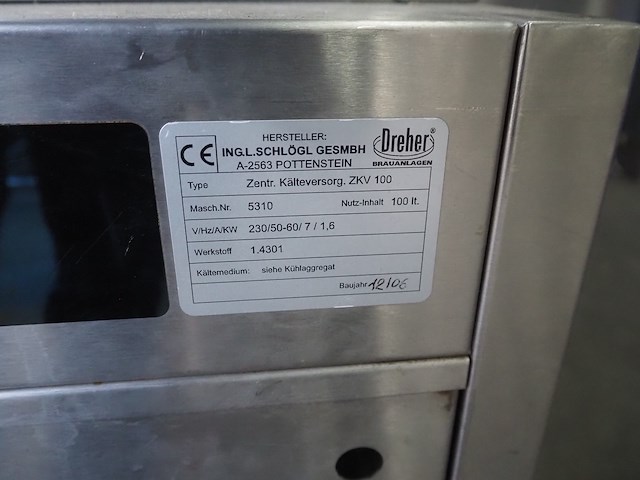 CE
HERSTELLER:
ING.L.SCHLÖGL GESMBH
A-2563 POTTENSTEIN
Dreher®
BRAUANLAGEN
Type Zentr. Kälteversorg. ZKV 100
Masch.Nr. 5310 Nutz-Inhalt 100 lt.
V/Hz/A/KW 230/50-60/ 7 / 1,6
Werkstoff 1.4301
Kältemedium: siehe Kühlaggregat
Baujahr 12/06